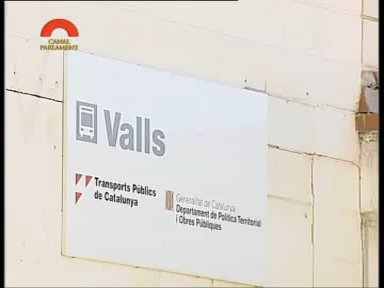 CANAL
PARLAMENT
Valls
Transports Públics
de Catalunya
Generalitat de Catalunya
Departament de Política Territorial
i Obres Públiques